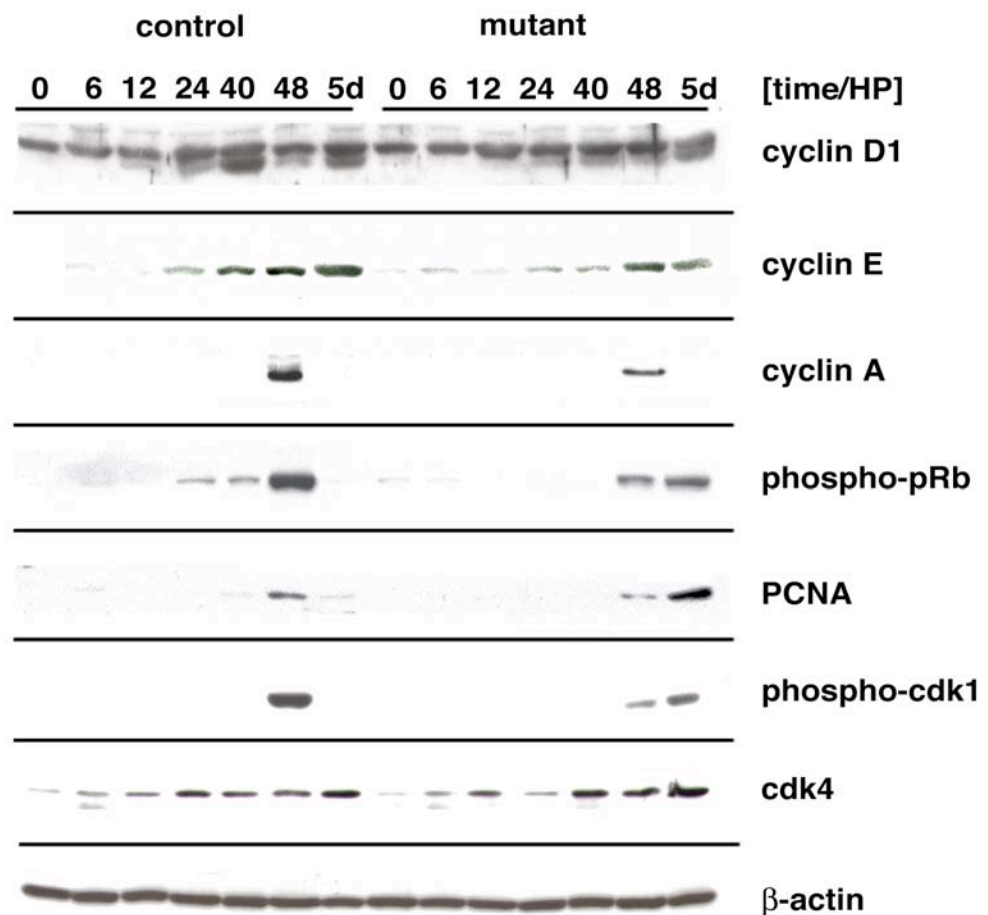 control mutant
0 6 12 24 40 48 5d 0 6 12 24 40 48 5d [time/HP]
cyclin D1
cyclin E
cyclin A
phospho-pRb
PCNA
phospho-cdk1
cdk4
β-actin